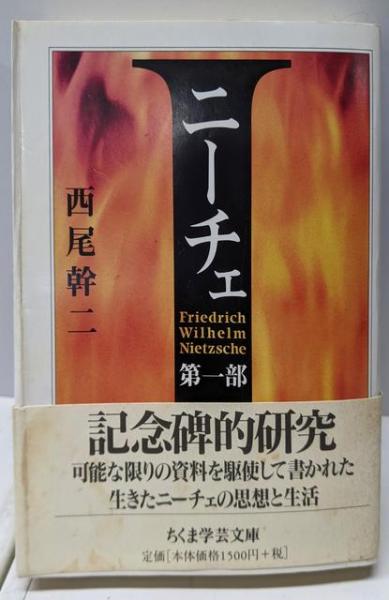 ニーチェ
西尾幹二
Friedrich
Wilhelm
Nietzsche
第一部
記念碑的研究
可能な限りの資料を駆使して書かれた
生きたニーチェの思想と生活
ちくま学芸文庫
定価[本体価格1500円+税]